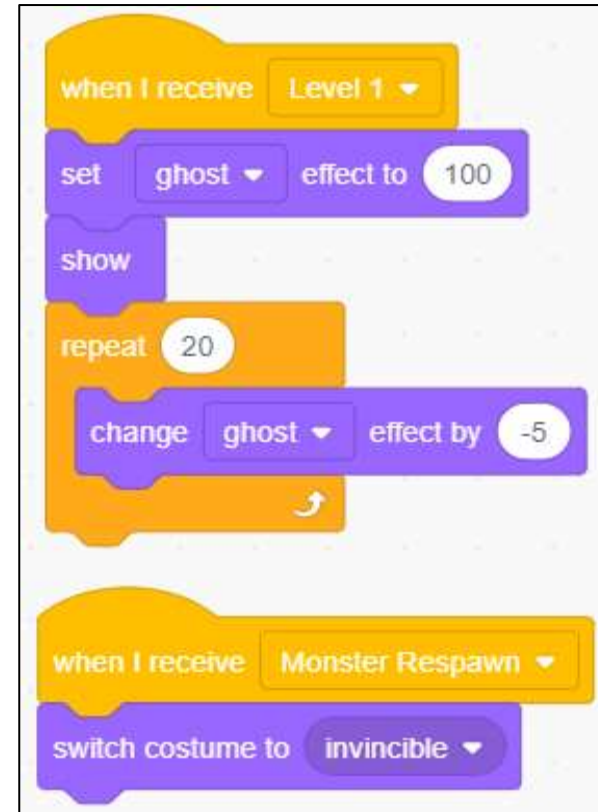 when I receive Level 1
set ghost effect to 100
show
repeat 20
change ghost effect by -5
when I receive Monster Respawn
switch costume to invincible